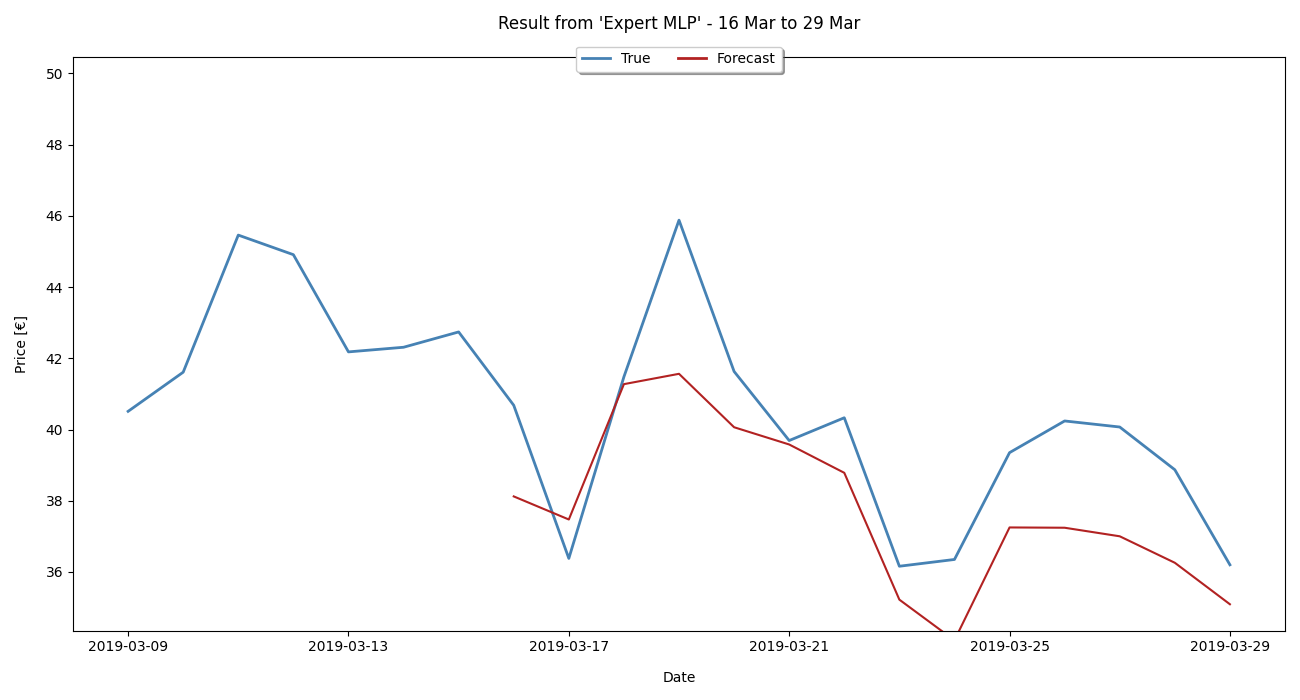 Result from 'Expert MLP' - 16 Mar to 29 Mar
True Forecast
50
48
46
44
42
40
38
36
Price [€]
2019-03-09 2019-03-13 2019-03-17 2019-03-21 2019-03-25 2019-03-29
Date